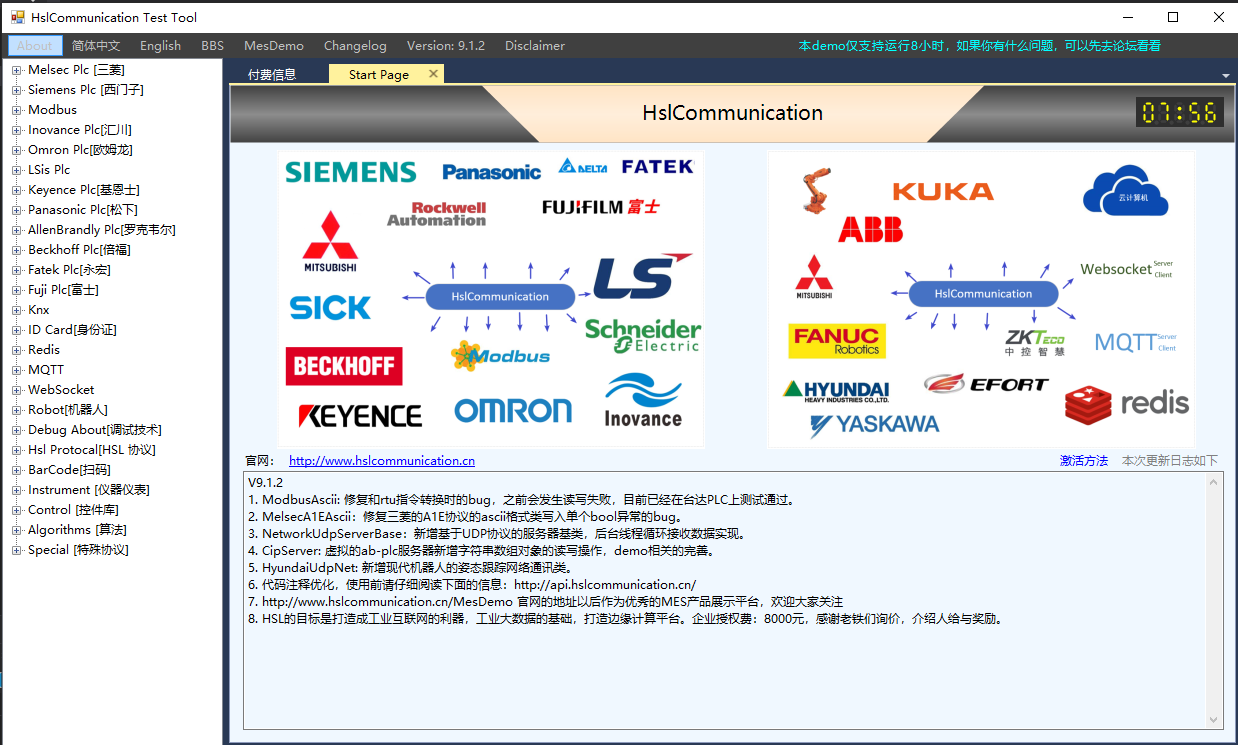 HslCommunication Test Tool
About 简体中文 English BBS MesDemo Changelog Version: 9.1.2 Disclaimer 本demo仅支持运行8小时，如果你有什么问题，可以先去论坛看看
Melsec Plc [三菱]
Siemens Plc [西门子]
Modbus
Inovance Plc[汇川]
Omron Plc[欧姆龙]
LSis Plc
Keyence Plc[基恩士]
Panasonic Plc[松下]
AllenBrandly Plc[罗克韦尔]
Beckhoff Plc[倍福]
Fatek Plc[永宏]
Fuji Plc[富士]
Knx
ID Card[身份证]
Redis
MQTT
WebSocket
Robot[机器人]
Debug About[调试技术]
Hsl Protocal[HSL 协议]
BarCode[扫码]
Instrument [仪器仪表]
Control [控件库]
Algorithms [算法]
Special [特殊协议]
付费信息 Start Page
HslCommunication
07:56
SIEMENS Panasonic DELTA FATEK
Rockwell
Automation
FUJIFILM 富士
MITSUBISHI
HslCommunication
LS
SICK
Schneider
Electric
BECKHOFF
Modbus
KEYENCE
OMRON
Inovance
KUKA
云计算机
ABB
MITSUBISHI
HslCommunication
Websocket Server
Client
FANUC
Robotics
ZKTeco
中控智慧
MQTT Server
Client
HYUNDAI
HEAVY INDUSTRIES CO.,LTD.
EFORT
redis
YASKAWA
官网： http://www.hslcommunication.cn 激活方法 本次更新日志如下
V9.1.2
1. ModbusAscii: 修复和rtu指令转换时的bug，之前会发生读写失败，目前已经在台达PLC上测试通过。
2. MelsecA1EAscii：修复三菱的A1E协议的ascii格式类写入单个bool异常的bug。
3. NetworkUdpServerBase：新增基于UDP协议的服务器基类，后台线程循环接收数据实现。
4. CipServer: 虚拟的ab-plc服务器新增字符串数组对象的读写操作，demo相关的完善。
5. HyundaiUdpNet: 新增现代机器人的姿态跟踪网络通讯类。
6. 代码注释优化，使用前请仔细阅读下面的信息：http://api.hslcommunication.cn/
7. http://www.hslcommunication.cn/MesDemo 官网的地址以后作为优秀的MES产品展示平台，欢迎大家关注
8. HSL的目标是打造成工业互联网的利器，工业大数据的基础，打造边缘计算平台。企业授权费：8000元，感谢老铁们询价，介绍人给与奖励。